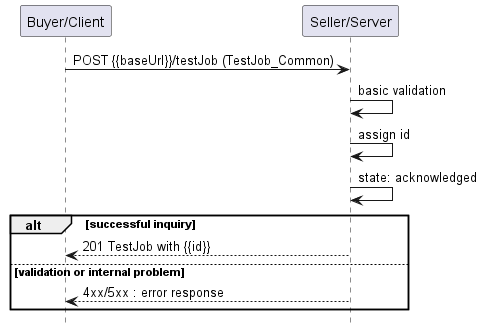 Buyer/Client
Seller/Server
POST {{baseUrl}}/testJob (TestJob_Common)
basic validation
assign id
state: acknowledged
alt [successful inquiry]
201 TestJob with {{id}}
[validation or internal problem]
4xx/5xx : error response